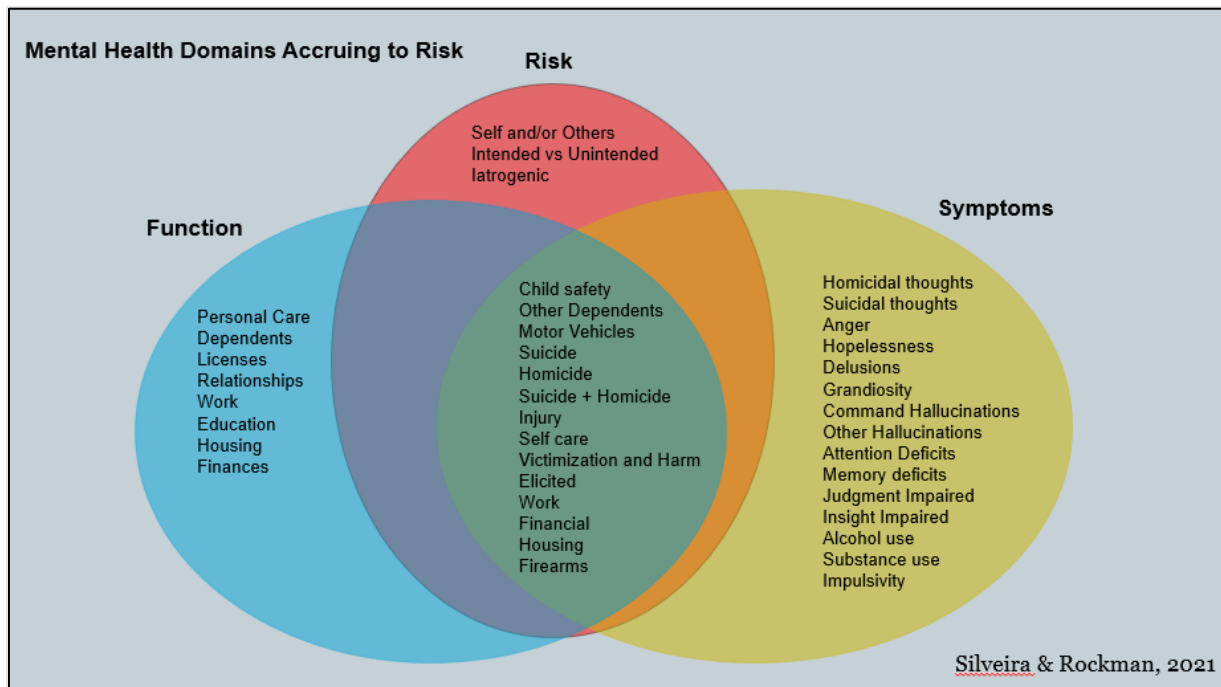 Mental Health Domains Accruing to Risk
Risk
Self and/or Others
Intended vs Unintended
Iatrogenic
Function
Symptoms
Personal Care
Dependents
Licenses
Relationships
Work
Education
Housing
Finances
Child safety
Other Dependents
Motor Vehicles
Suicide
Homicide
Suicide + Homicide
Injury
Self care
Victimization and Harm
Elicited
Work
Financial
Housing
Firearms
Homicidal thoughts
Suicidal thoughts
Anger
Hopelessness
Delusions
Grandiosity
Command Hallucinations
Other Hallucinations
Attention Deficits
Memory deficits
Judgment Impaired
Insight Impaired
Alcohol use
Substance use
Impulsivity
Silveira & Rockman, 2021